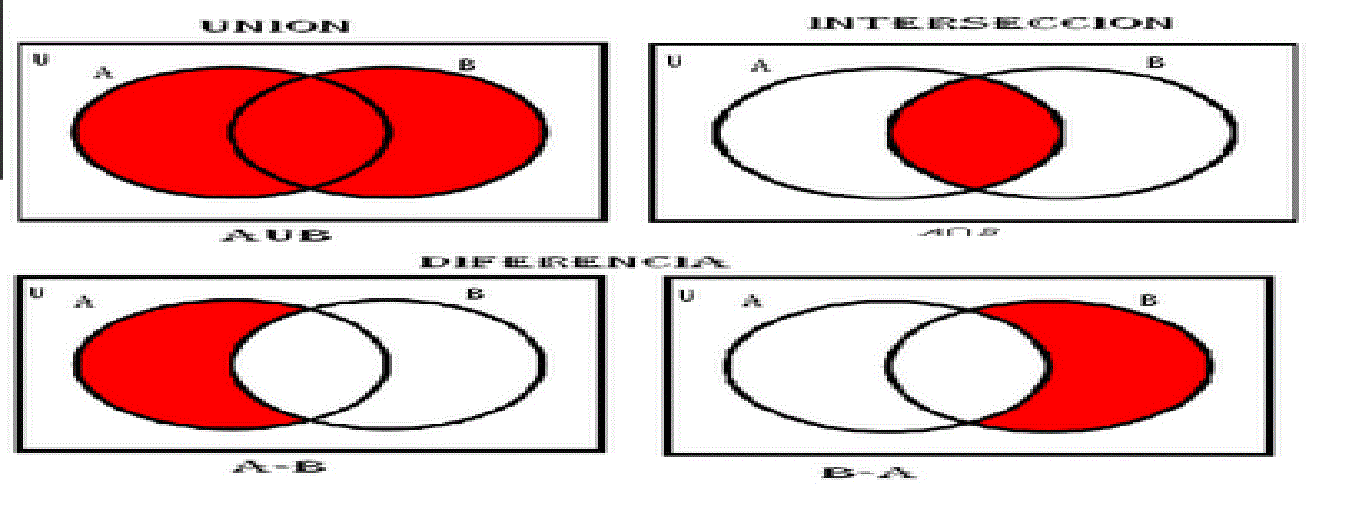 UNION
U A B
AUB
INTERSECCION
U A B
A∩B
DIFERENCIA
U A B
A-B
U A B
B-A